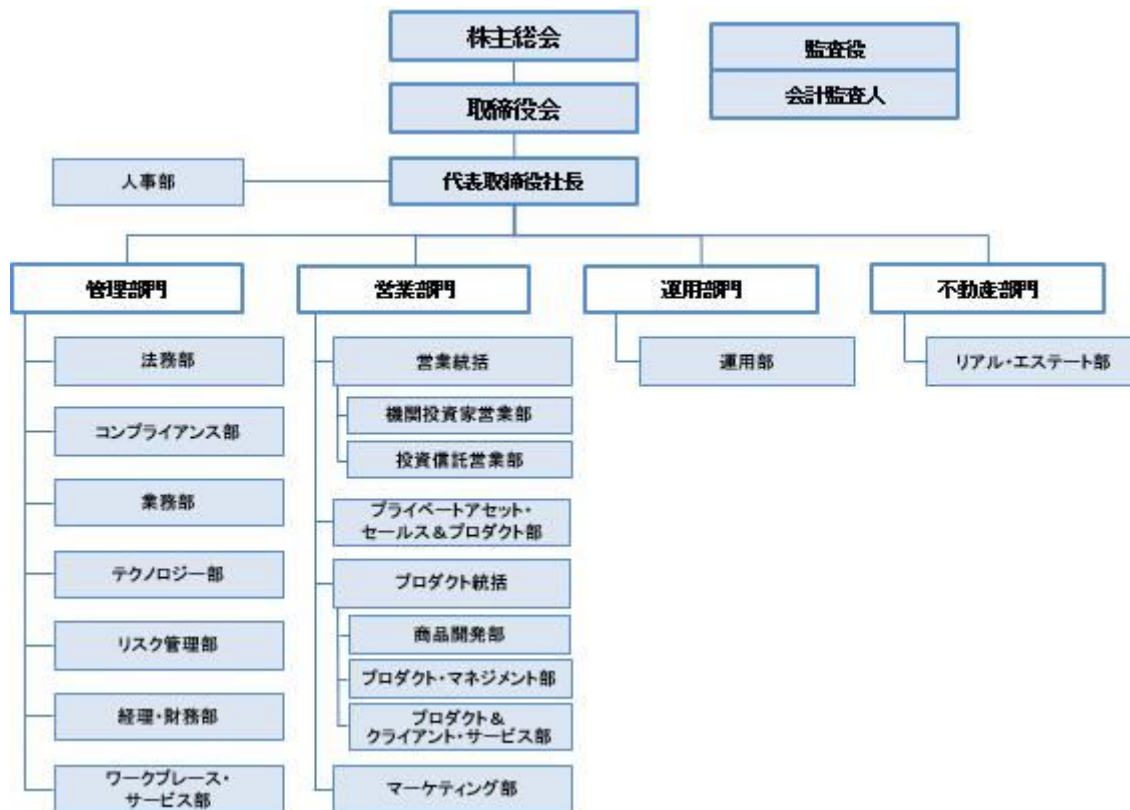 株主総会
監査役
取締役会
会計監査人
人事部
代表取締役社長
管理部門
営業部門
運用部門
不動産部門
法務部
コンプライアンス部
業務部
テクノロジー部
リスク管理部
経理・財務部
ワークプレース・
サービス部
営業統括
機関投資家営業部
投資信託営業部
プライベートアセット・
セールス&プロダクト部
プロダクト統括
商品開発部
プロダクト・マネジメント部
プロダクト&
クライアント・サービス部
マーケティング部
運用部
リアル・エステート部